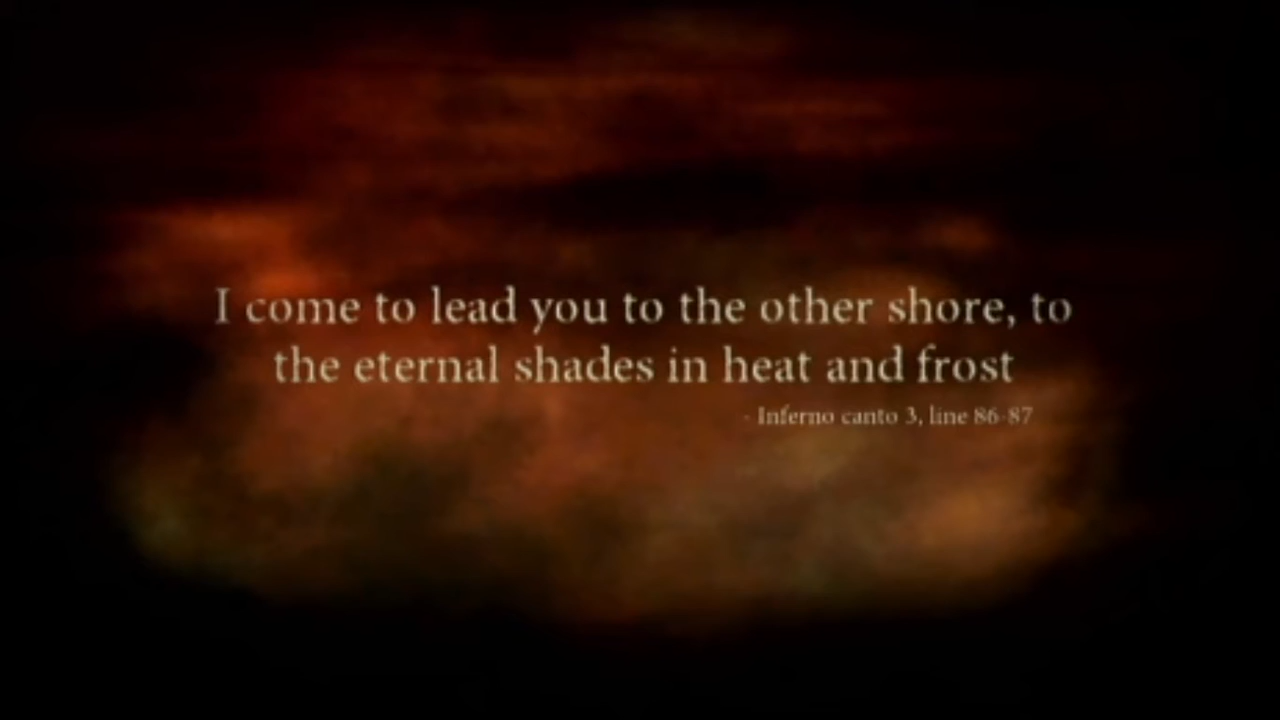 I come to lead you to the other shore, to
the eternal shades in heat and frost
- Inferno canto 3, line 86-87